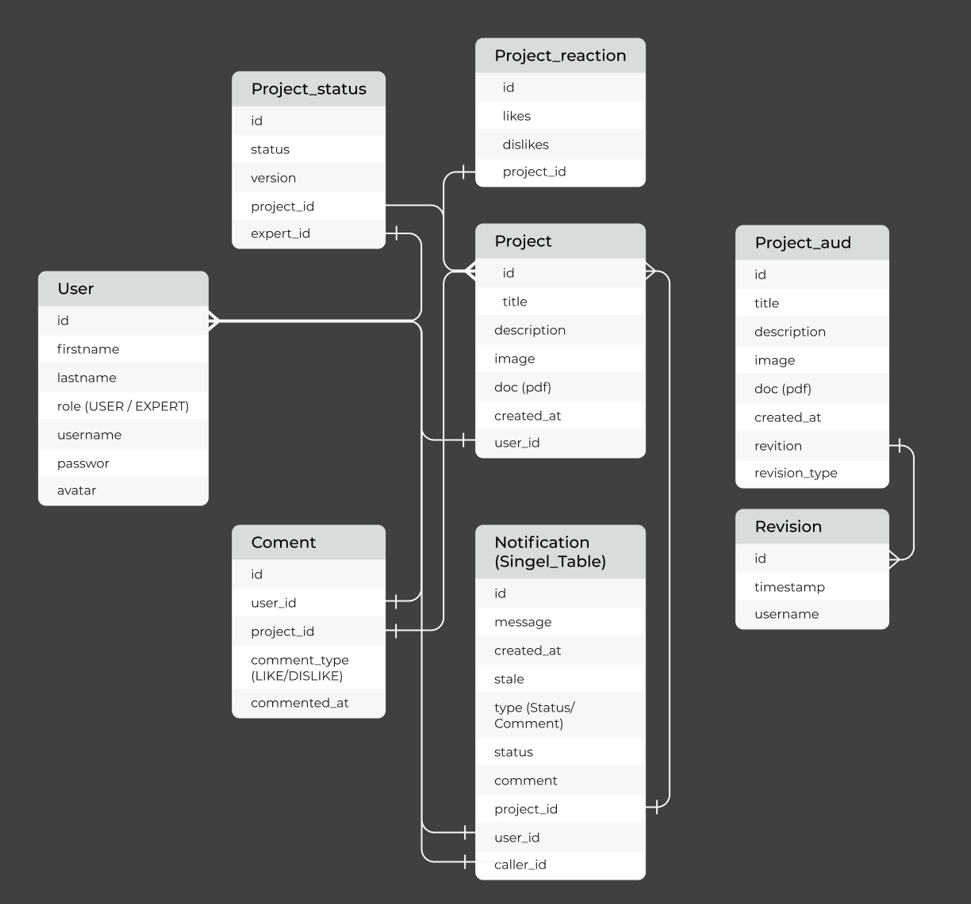 Project_status
id
status
version
project_id
expert_id
Project_reaction
id
likes
dislikes
project_id
User
id
firstname
lastname
role (USER / EXPERT)
username
passwor
avatar
Project
id
title
description
image
doc (pdf)
created_at
user_id
Project_aud
id
title
description
image
doc (pdf)
created_at
revition
revision_type
Coment
id
user_id
project_id
comment_type
(LIKE/DISLIKE)
commented_at
Notification
(Singel_Table)
id
message
created_at
stale
type (Status/
Comment)
status
comment
project_id
user_id
caller_id
Revision
id
timestamp
username